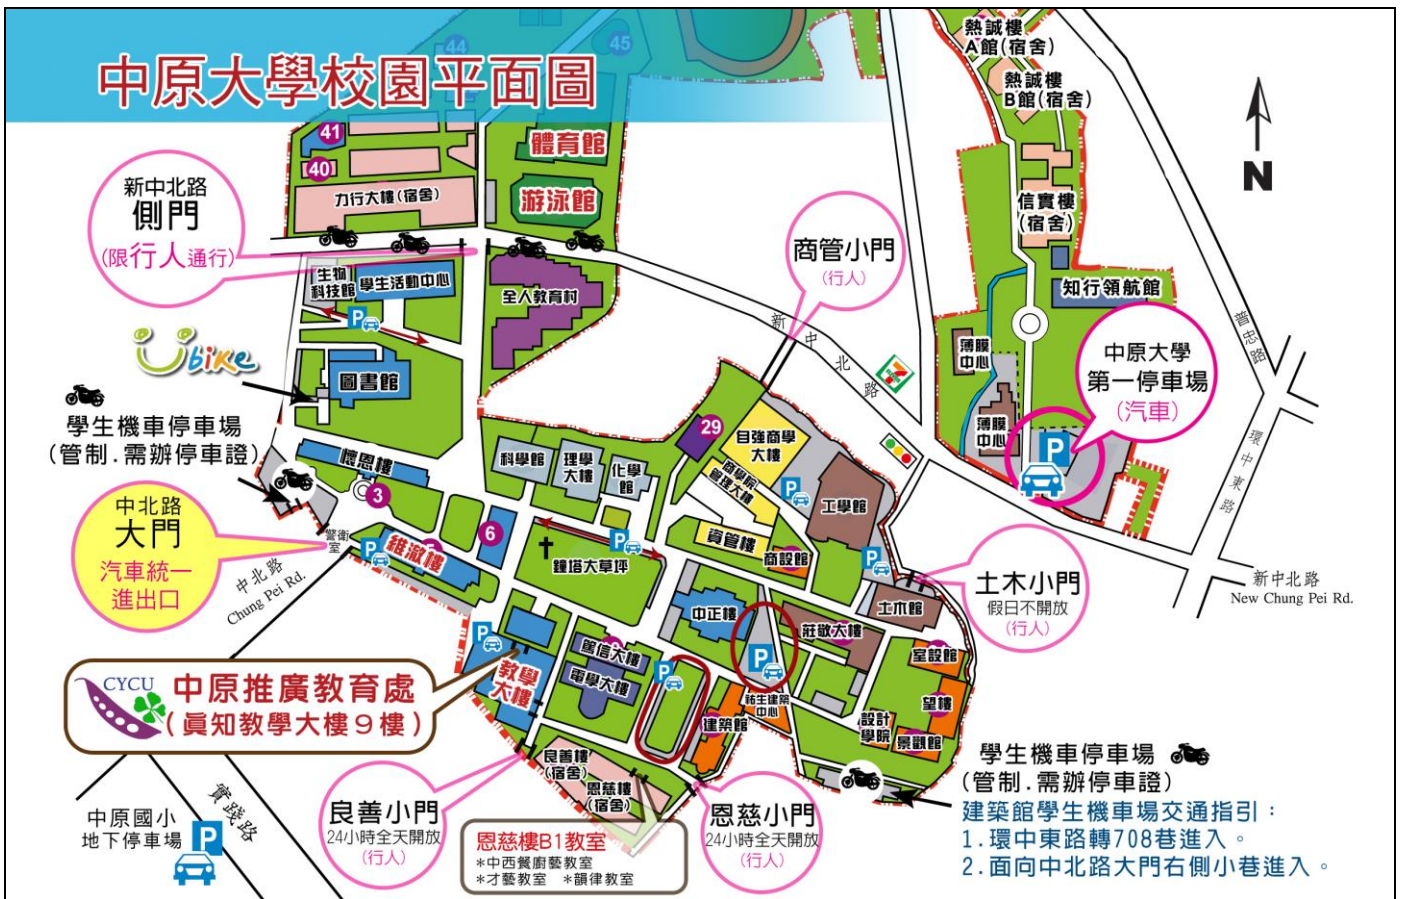 中原大學校園平面圖
44
45
41
40
體育館
游泳館
力行大樓(宿舍)
新中北路
側門
(限行人通行)
熱誠樓
A館(宿舍)
熱誠樓
B館(宿舍)
信實樓
(宿舍)
知行領航館
N
商管小門
(行人)
生物
科技館
學生活動中心
全人教育村
P
Ubike
圖書館
新中北路
7
普忠路
薄膜
中心
薄膜
中心
中原大學
第一停車場
(汽車)
P
環中東路
學生機車停車場
(管制.需辦停車證)
懷恩樓
3
科學館
理學
大樓
化學
館
29
自強商學
大樓
商學院
管理大樓
P
工學館
中北路
大門
汽車統一
進出口
警衛室
P
維澈樓
6
鐘塔大草坪
P
資管樓
商設館
P
土木館
土木小門
假日不開放
(行人)
新中北路
New Chung Pei Rd.
中北路
Chung Pei Rd.
中正樓
莊敬大樓
P
室設館
望樓
設計
學院
景觀館
CYCU
中原推廣教育處
(真知教學大樓9樓)
P
教學
大樓
篤信大樓
電學大樓
P
建築館
祐生建築
中心
良善樓
(宿舍)
恩慈樓
(宿舍)
中原國小
地下停車場
P
實踐路
良善小門
24小時全天開放
(行人)
恩慈樓B1教室
*中西餐廚藝教室
*才藝教室 *韻律教室
恩慈小門
24小時全天開放
(行人)
學生機車停車場
(管制.需辦停車證)
建築館學生機車場交通指引：
1.環中東路轉708巷進入。
2.面向中北路大門右側小巷進入。